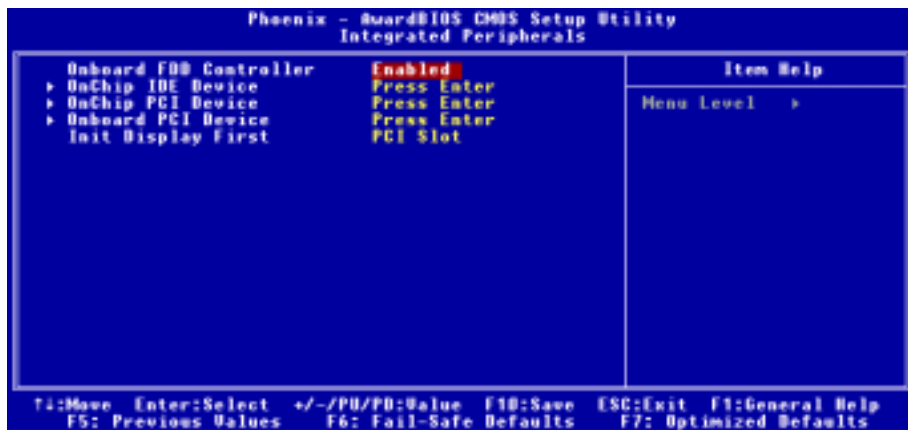 Phoenix - AwardBIOS CMOS Setup Utility
Integrated Peripherals
Onboard FDD Controller Enabled
▸ OnChip IDE Device Press Enter
▸ OnChip PCI Device Press Enter
▸ Onboard PCI Device Press Enter
Init Display First PCI Slot
Item Help
Menu Level ▸
↑↓:Move Enter:Select +/-/PU/PD:Value F10:Save ESC:Exit F1:General Help
F5: Previous Values F6: Fail-Safe Defaults F7: Optimized Defaults